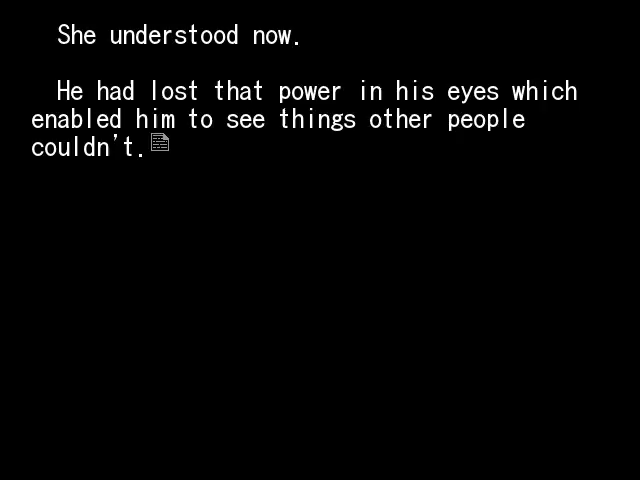 She understood now.
He had lost that power in his eyes which
enabled him to see things other people
couldn't.